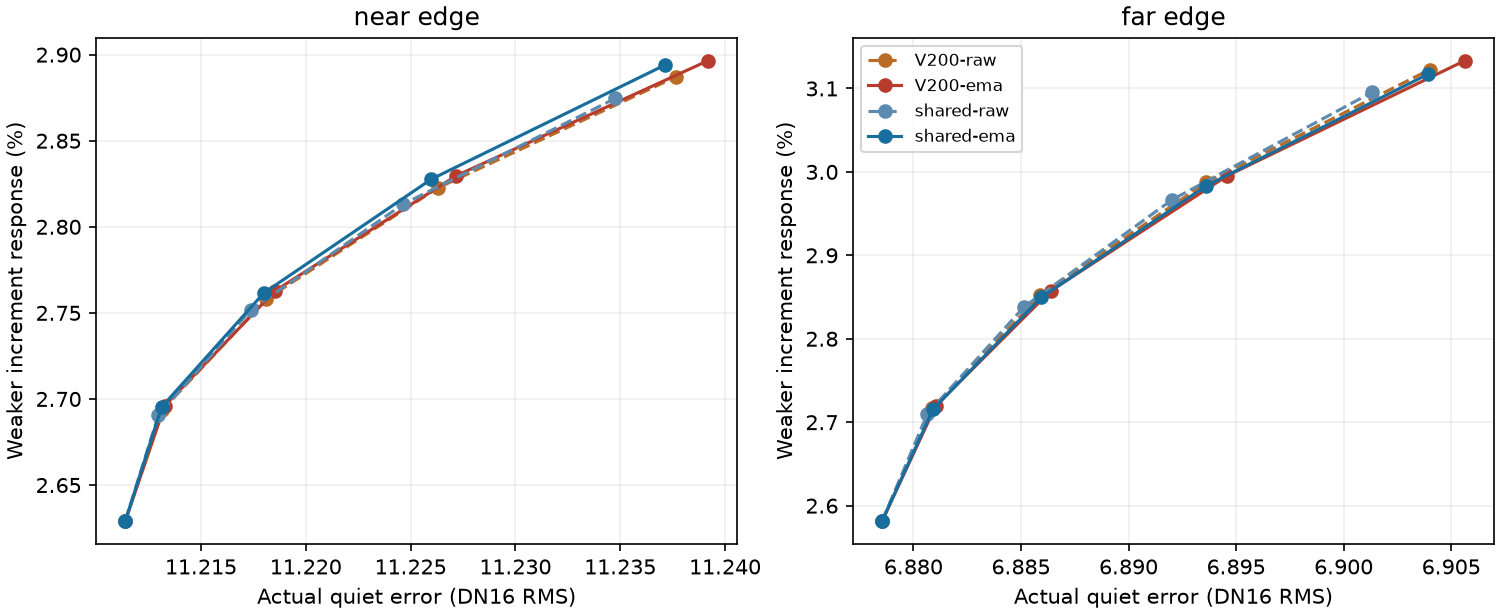 near edge
2.90
2.85
2.80
2.75
2.70
2.65
Weaker increment response (%)
11.215 11.220 11.225 11.230 11.235 11.240
Actual quiet error (DN16 RMS)
far edge
V200-raw
V200-ema
shared-raw
shared-ema
3.1
3.0
2.9
2.8
2.7
2.6
Weaker increment response (%)
6.880 6.885 6.890 6.895 6.900 6.905
Actual quiet error (DN16 RMS)